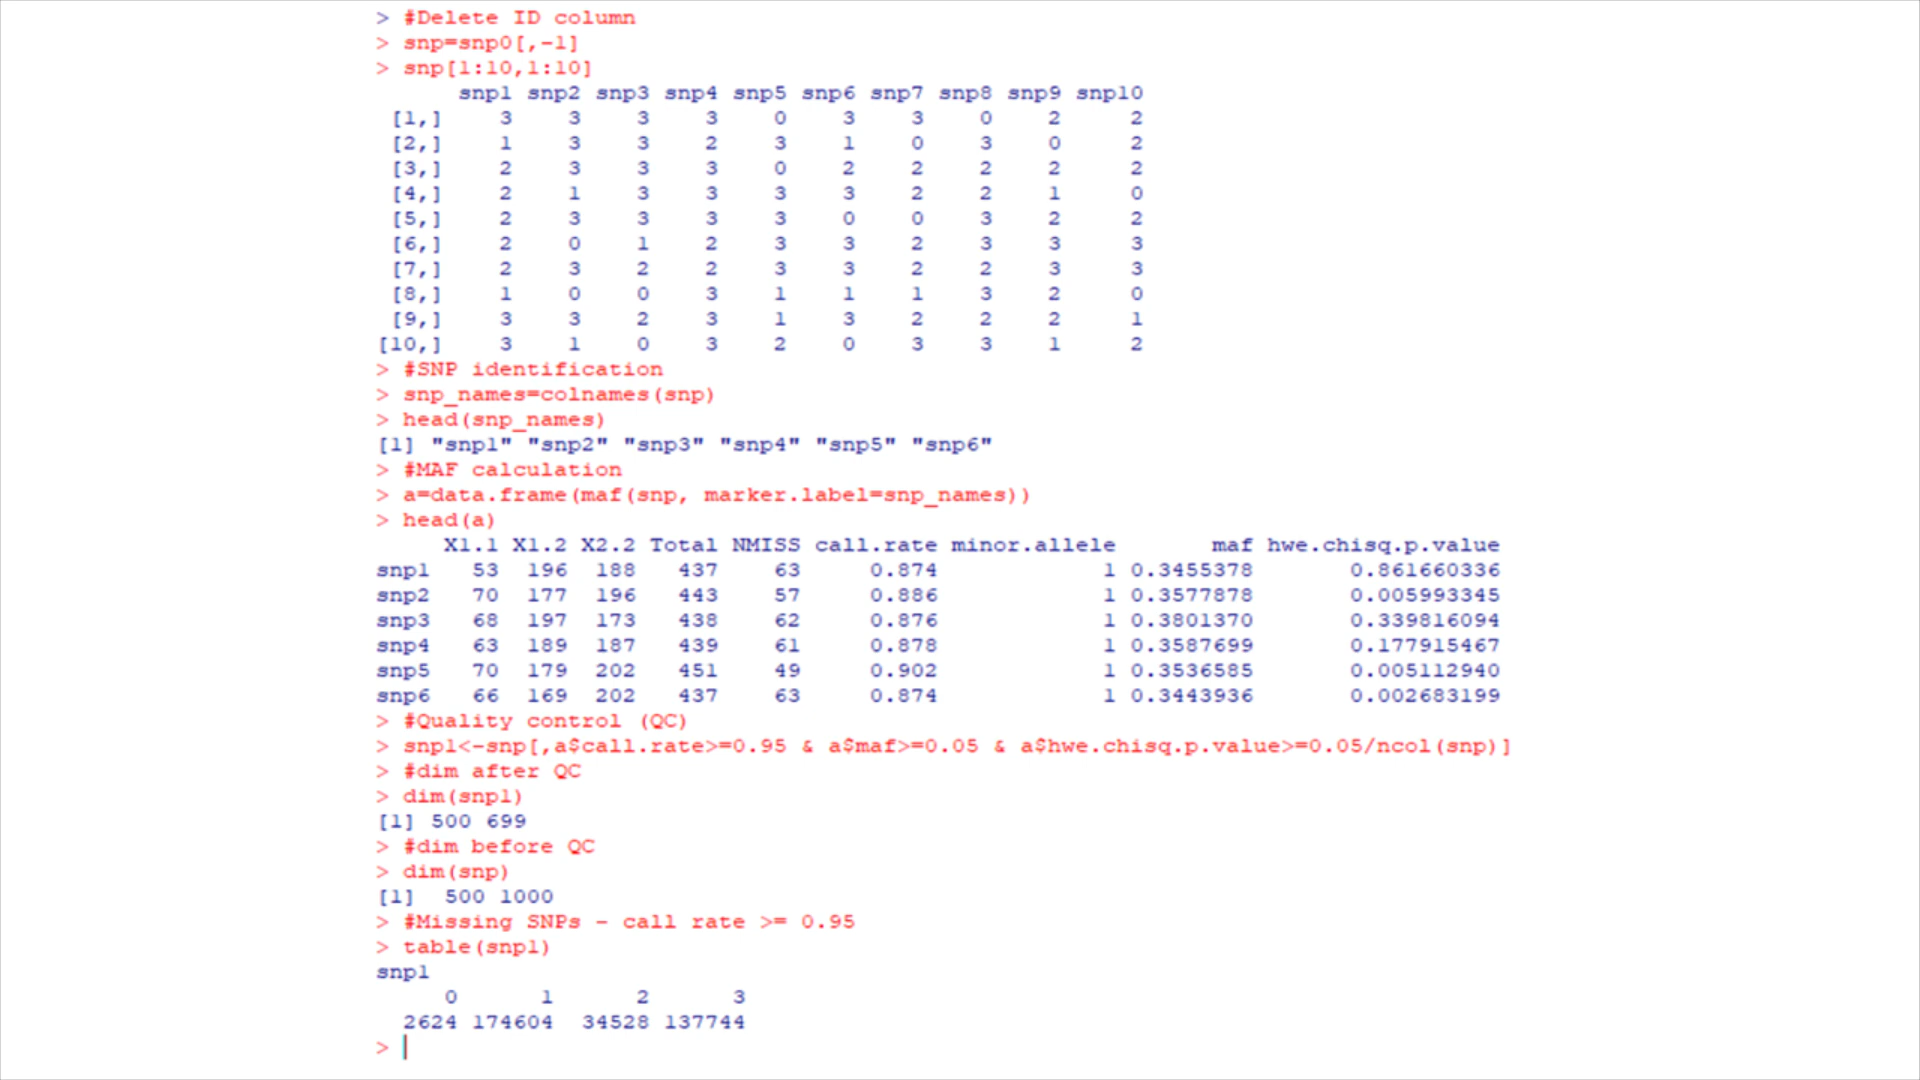 > #Delete ID column
> snp=snp0[,-1]
> snp[1:10,1:10]
snp1 snp2 snp3 snp4 snp5 snp6 snp7 snp8 snp9 snp10
[1,] 3 3 3 3 0 3 3 0 2 2
[2,] 1 3 3 2 3 1 0 3 0 2
[3,] 2 3 3 3 0 2 2 2 2 2
[4,] 2 1 3 3 3 3 2 2 1 0
[5,] 2 3 3 3 3 0 0 3 2 2
[6,] 2 0 1 2 3 3 2 3 3 3
[7,] 2 3 2 2 3 3 2 2 3 3
[8,] 1 0 0 3 1 1 1 3 2 0
[9,] 3 3 2 3 1 3 2 2 2 1
[10,] 3 1 0 3 2 0 3 3 1 2
> #SNP identification
> snp_names=colnames(snp)
> head(snp_names)
[1] "snp1" "snp2" "snp3" "snp4" "snp5" "snp6"
> #MAF calculation
> a=data.frame(maf(snp, marker.label=snp_names))
> head(a)
X1.1 X1.2 X2.2 Total NMISS call.rate minor.allele maf hwe.chisq.p.value
snp1 53 196 188 437 63 0.874 1 0.3455378 0.861660336
snp2 70 177 196 443 57 0.886 1 0.3577878 0.005993345
snp3 68 197 173 438 62 0.876 1 0.3801370 0.339816094
snp4 63 189 187 439 61 0.878 1 0.3587699 0.177915467
snp5 70 179 202 451 49 0.902 1 0.3536585 0.005112940
snp6 66 169 202 437 63 0.874 1 0.3443936 0.002683199
> #Quality control (QC)
> snp1<-snp[,a$call.rate>=0.95 & a$maf>=0.05 & a$hwe.chisq.p.value>=0.05/ncol(snp)]
> #dim after QC
> dim(snp1)
[1] 500 699
> #dim before QC
> dim(snp)
[1] 500 1000
> #Missing SNPs - call rate >= 0.95
> table(snp1)
snp1
0 1 2 3
2624 174604 34528 137744
>